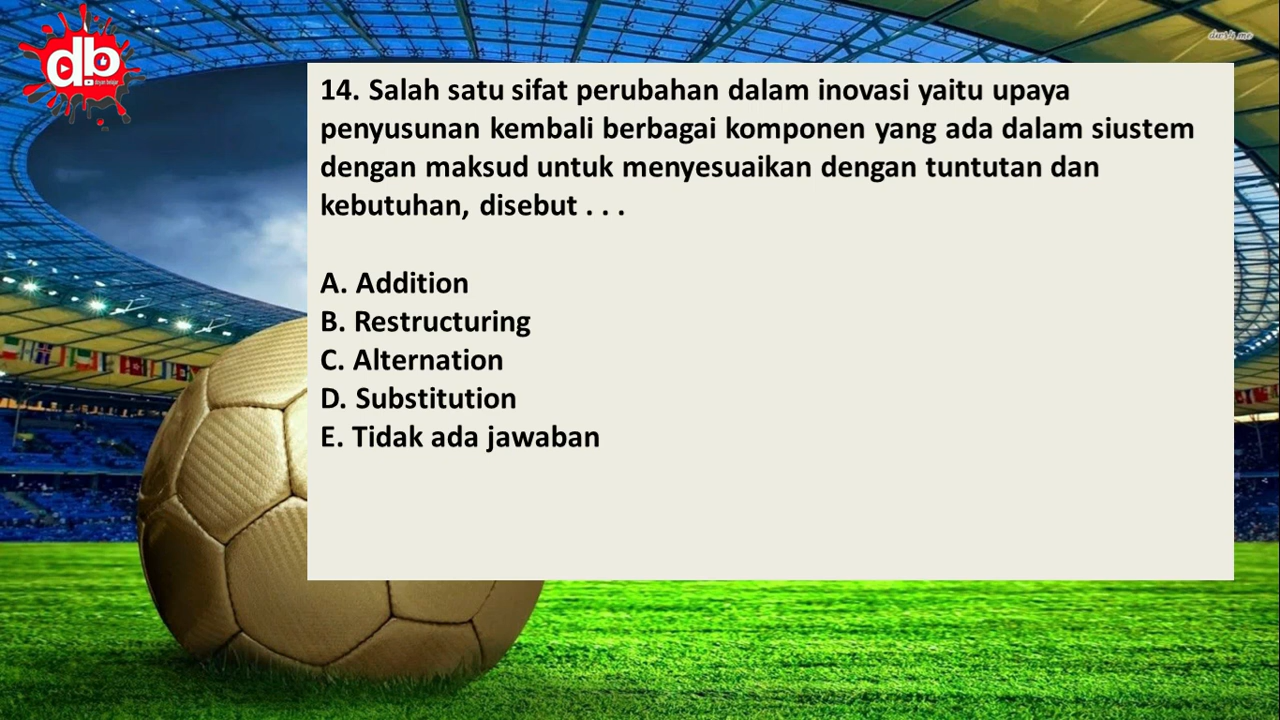 db
14. Salah satu sifat perubahan dalam inovasi yaitu upaya
penyusunan kembali berbagai komponen yang ada dalam siustem
dengan maksud untuk menyesuaikan dengan tuntutan dan
kebutuhan, disebut . . .
A. Addition
B. Restructuring
C. Alternation
D. Substitution
E. Tidak ada jawaban